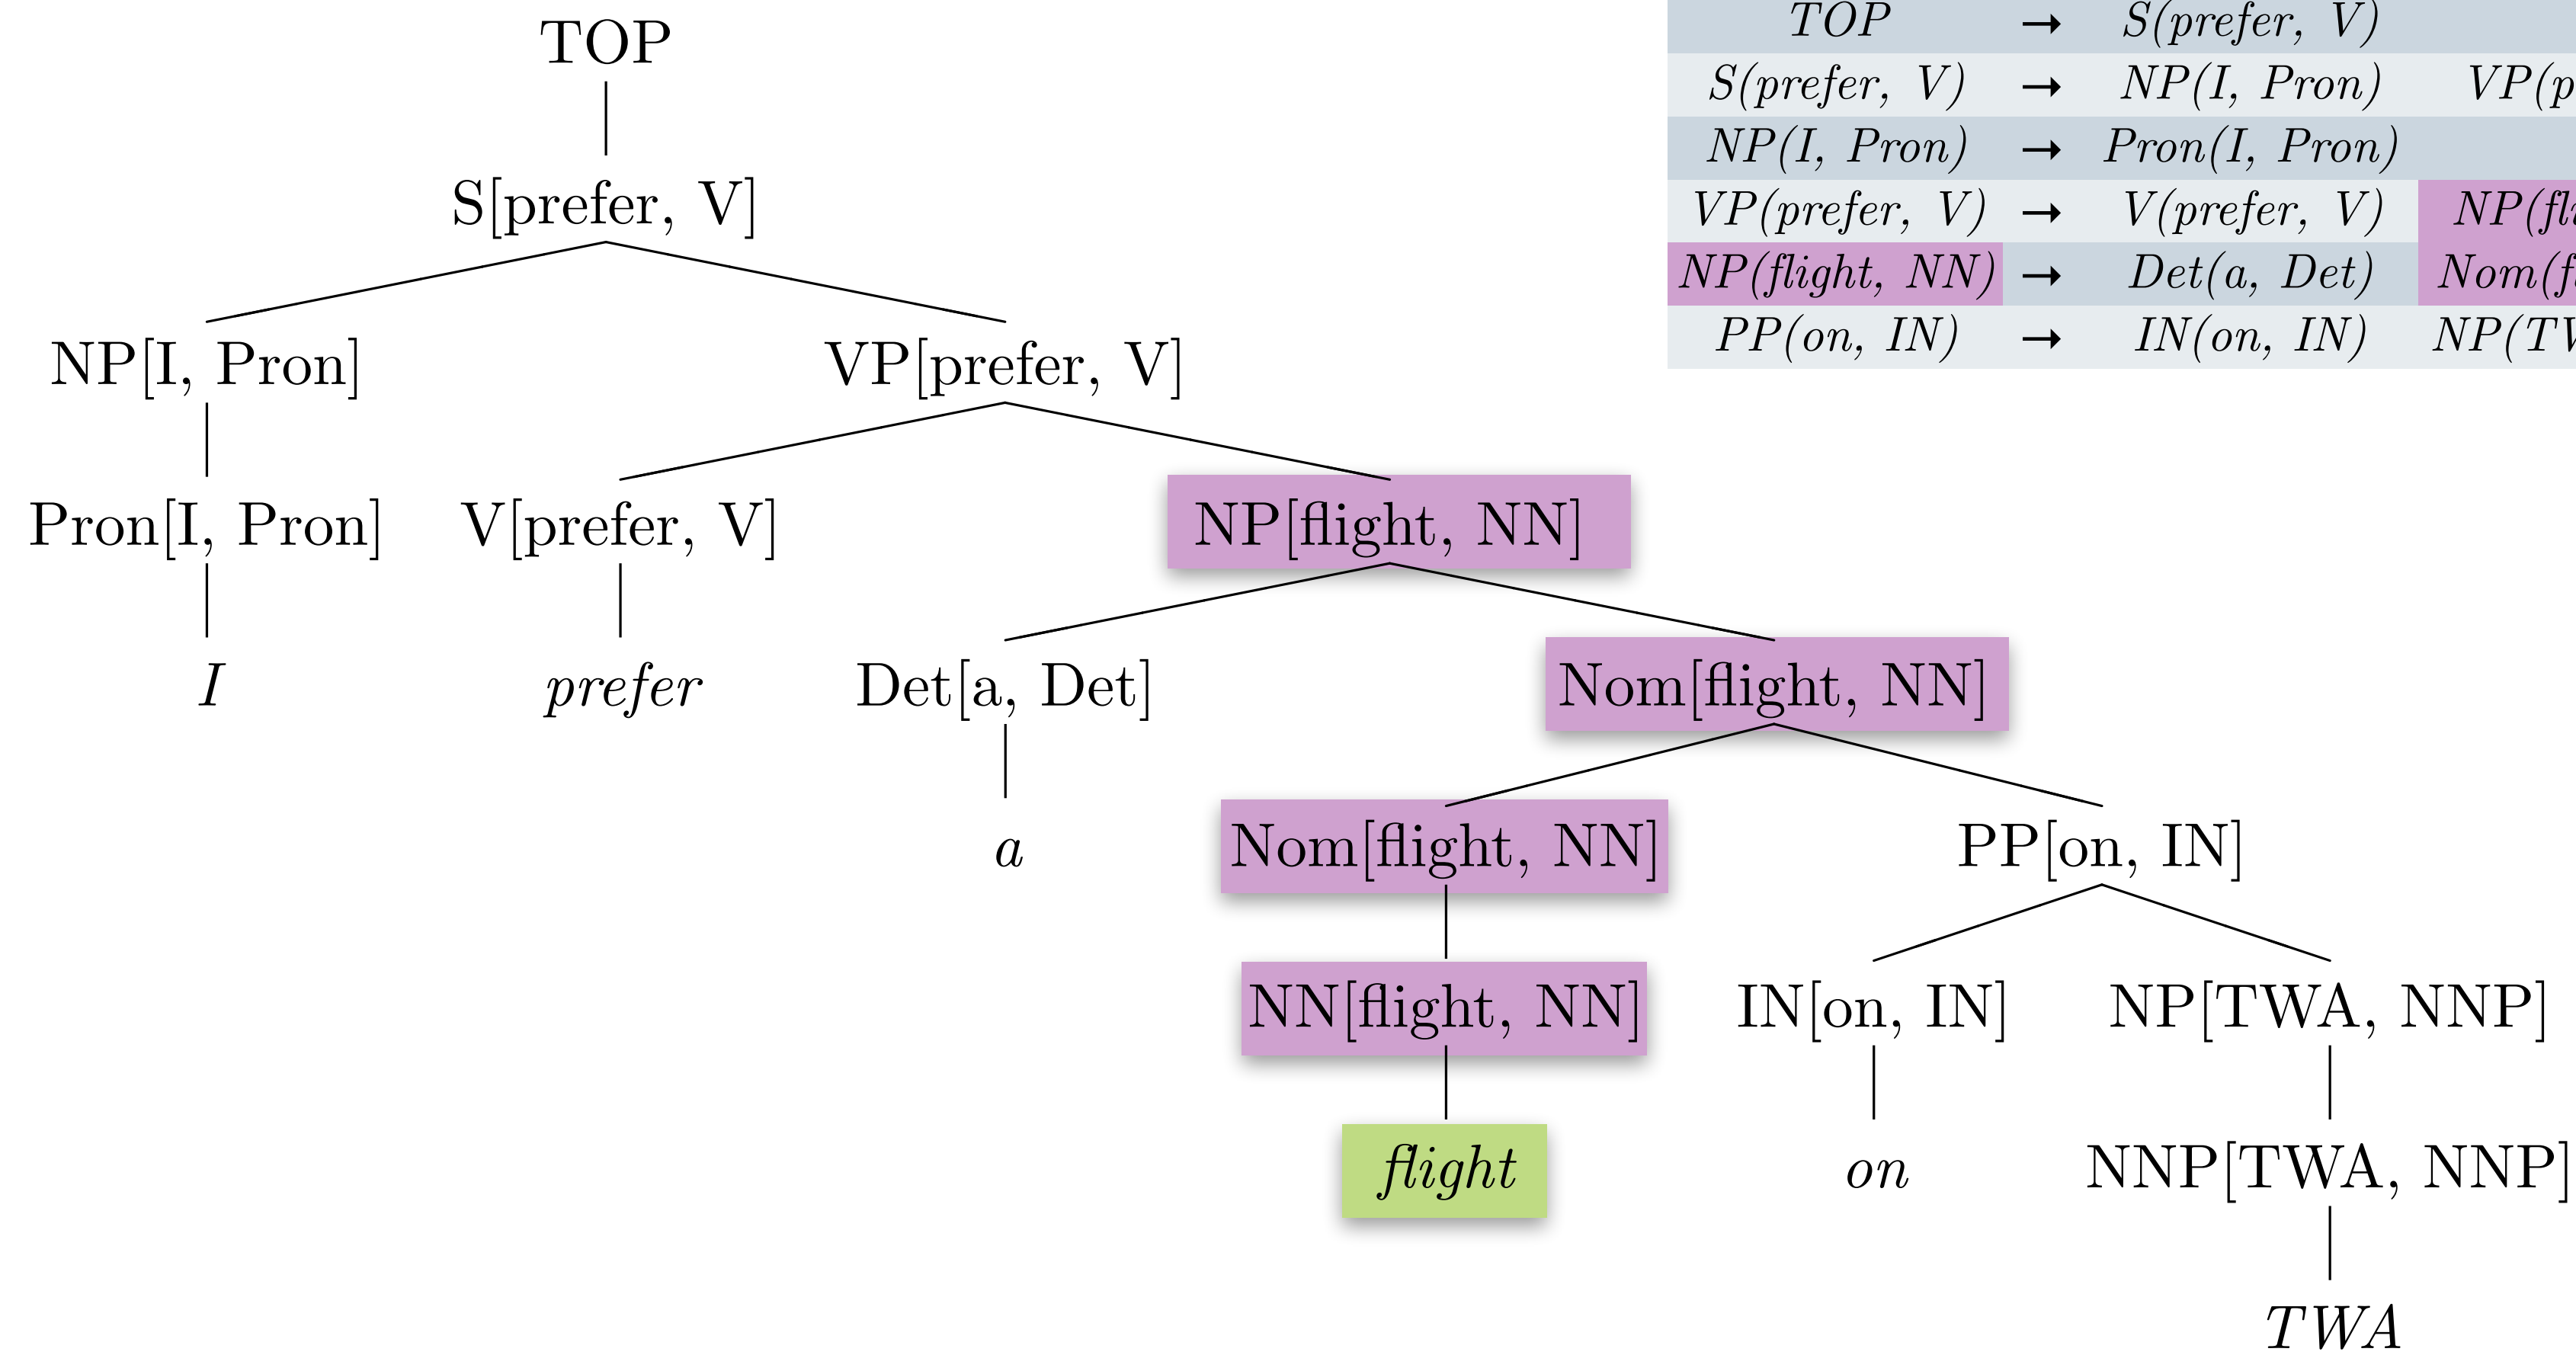 TOP
S[prefer, V]
NP[I, Pron] VP[prefer, V]
Pron[I, Pron] V[prefer, V] NP[flight, NN]
I prefer Det[a, Det] Nom[flight, NN]
a Nom[flight, NN] PP[on, IN]
NN[flight, NN] IN[on, IN] NP[TWA, NNP]
flight on NNP[TWA, NNP]
TWA
TOP → S(prefer, V)
S(prefer, V) → NP(I, Pron)
NP(I, Pron) → Pron(I, Pron)
VP(prefer, V) → V(prefer, V)
NP(flight, NN) → Det(a, Det)
PP(on, IN) → IN(on, IN)